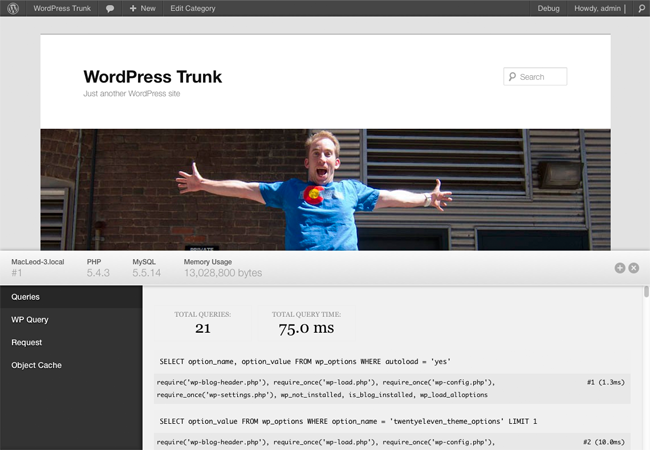 WordPress Trunk
New
Edit Category
Debug
Howdy, admin
WordPress Trunk
Just another WordPress site
Search
PRIVATE
MacLeod-3.local
#1
PHP
5.4.3
MySQL
5.5.14
Memory Usage
13,028,800 bytes
Queries
WP Query
Request
Object Cache
TOTAL QUERIES:
21
TOTAL QUERY TIME:
75.0 ms
SELECT option_name, option_value FROM wp_options WHERE autoload = 'yes'
require('wp-blog-header.php'), require_once('wp-load.php'), require_once('wp-config.php'), #1 (1.3ms)
require_once('wp-settings.php'), wp_not_installed, is_blog_installed, wp_load_alloptions
SELECT option_value FROM wp_options WHERE option_name = 'twentyeleven_theme_options' LIMIT 1
require('wp-blog-header.php'), require_once('wp-load.php'), require_once('wp-config.php'), #2 (10.0ms)